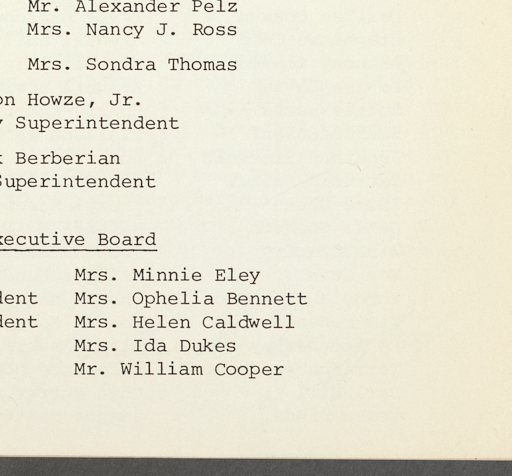 Mr. Alexander Pelz
Mrs. Nancy J. Ross
Mrs. Sondra Thomas
on Howze, Jr.
y Superintendent
k Berberian
Superintendent
xecutive Board
Mrs. Minnie Eley
dent Mrs. Ophelia Bennett
dent Mrs. Helen Caldwell
Mrs. Ida Dukes
Mr. William Cooper